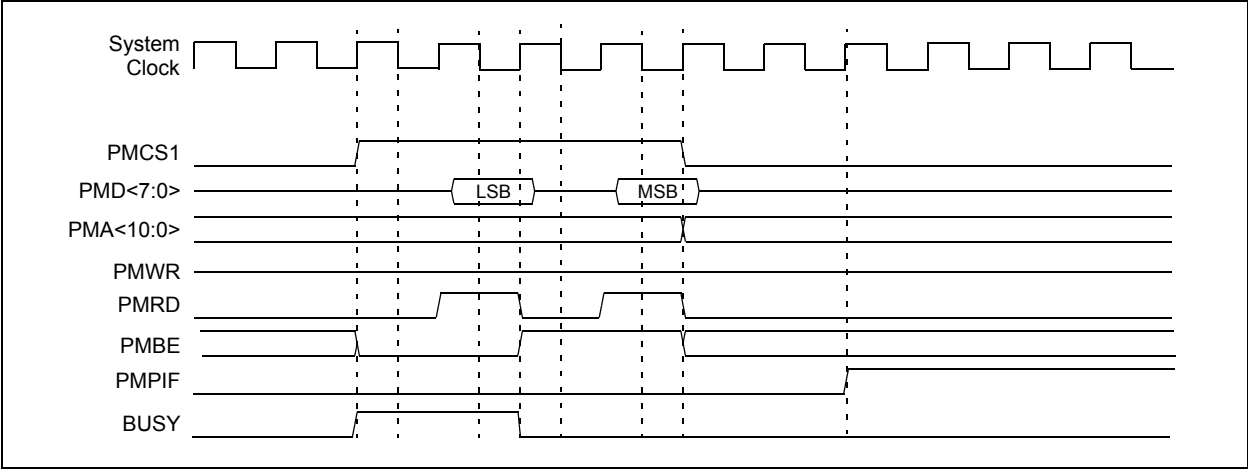 System
Clock
PMCS1
PMD<7:0>
LSB
MSB
PMA<10:0>
PMWR
PMRD
PMBE
PMPIF
BUSY